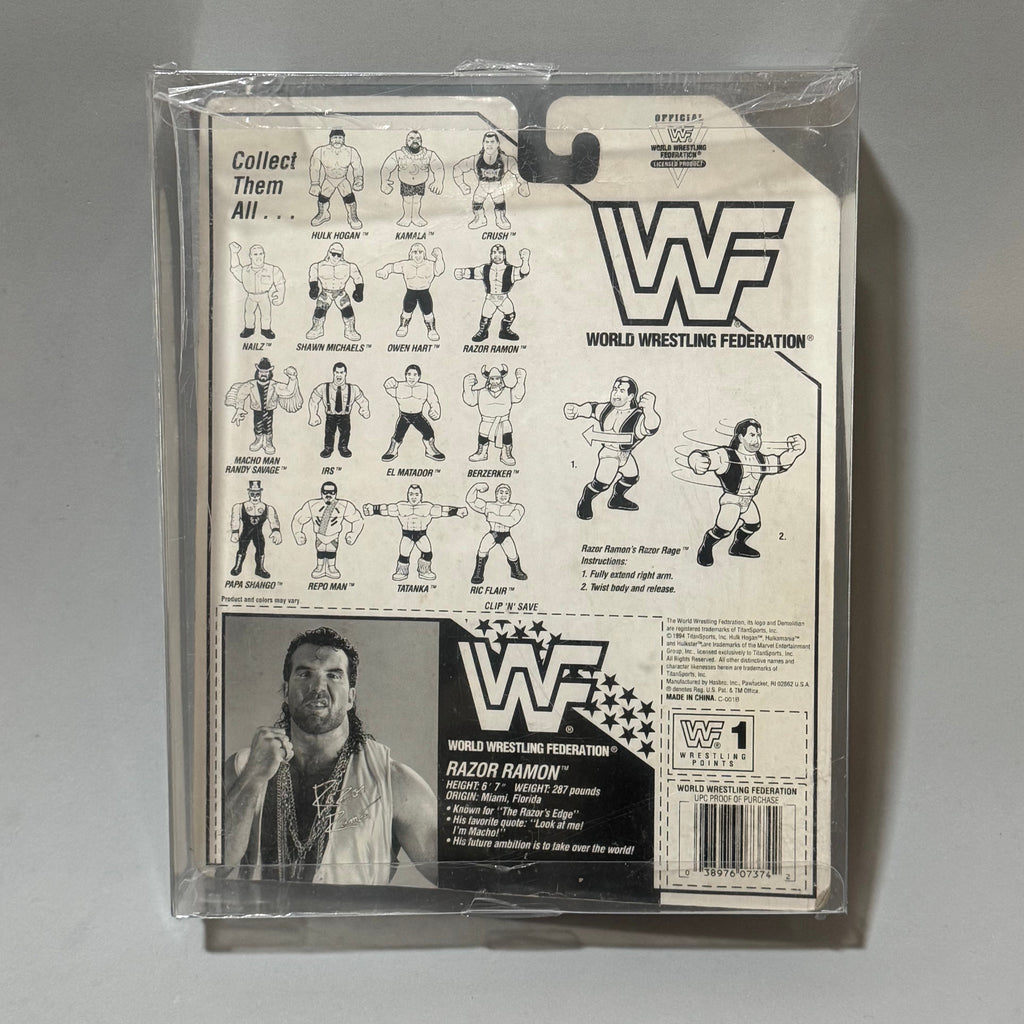 Collect
Them
All . . .
OFFICIAL
WF
WORLD WRESTLING
FEDERATION®
LICENSED PRODUCT
HULK HOGAN™
KAMALA™
CRUSH™
WF
WORLD WRESTLING FEDERATION®
NAILZ™
SHAWN MICHAELS™
OWEN HART™
RAZOR RAMON™
MACHO MAN
RANDY SAVAGE™
IRS™
EL MATADOR™
BERZERKER™
1.
2.
PAPA SHANGO™
REPO MAN™
TATANKA™
RIC FLAIR™
Razor Ramon's Razor Rage™
Instructions:
1. Fully extend right arm.
2. Twist body and release.
Product and colors may vary.
CLIP 'N' SAVE
The World Wrestling Federation, its logo and Demolition
are registered trademarks of TitanSports, Inc.
© 1994 TitanSports, Inc. Hulk Hogan™, Hulkamania™
and Hulkster™ are trademarks of the Marvel Entertainment
Group, Inc., licensed exclusively to TitanSports, Inc.
All Rights Reserved. All other distinctive names and
character likenesses herein are trademarks of
TitanSports, Inc.
Manufactured by Hasbro, Inc., Pawtucket, RI 02862 U.S.A.
® denotes Reg. U.S. Pat. & TM Office.
MADE IN CHINA. C-001B
WF
WORLD WRESTLING FEDERATION®
RAZOR RAMON™
HEIGHT: 6' 7" WEIGHT: 287 pounds
ORIGIN: Miami, Florida
• Known for "The Razor's Edge"
• His favorite quote: "Look at me!
I'm Macho!"
• His future ambition is to take over the world!
Razor
Ramon
WF® 1
WRESTLING
POINTS
WORLD WRESTLING FEDERATION
UPC PROOF OF PURCHASE
0 38976 07374 2